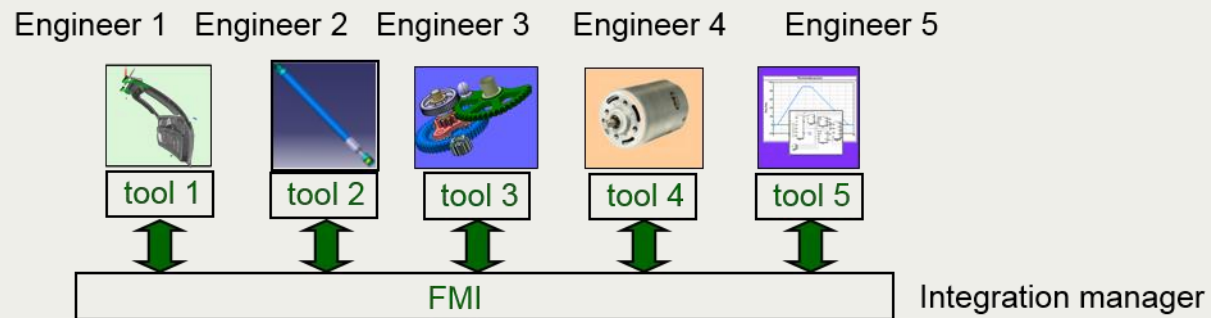 Engineer 1 Engineer 2 Engineer 3 Engineer 4 Engineer 5
tool 1 tool 2 tool 3 tool 4 tool 5
FMI Integration manager